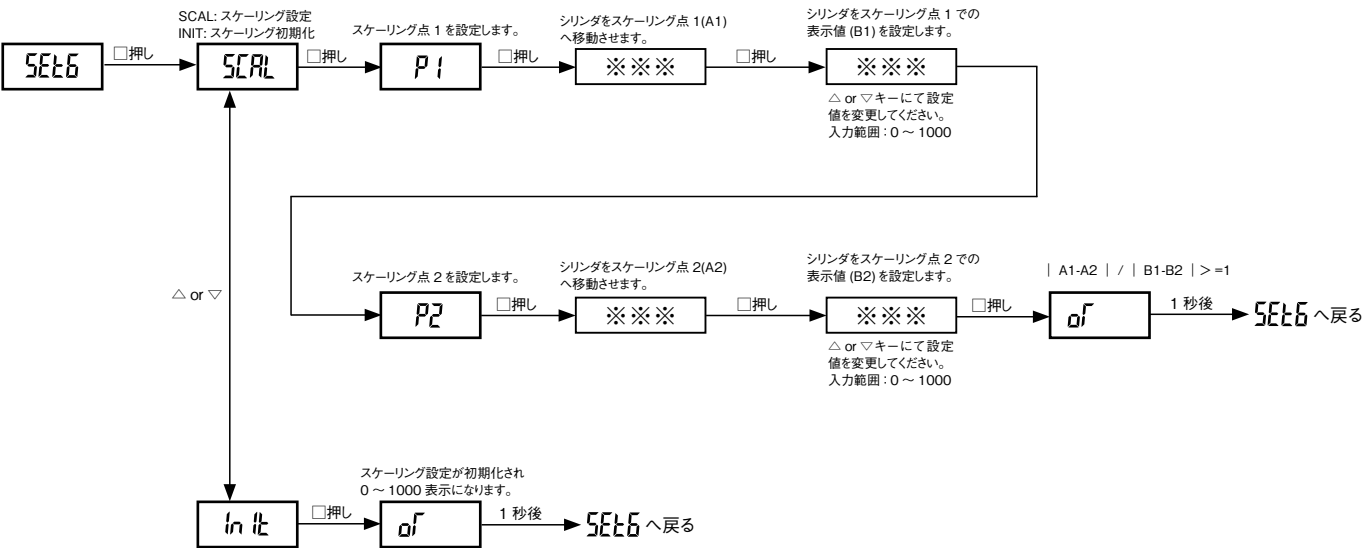 SCAL: スケーリング設定
INIT: スケーリング初期化
SEt6
□押し
SCAL
□押し
スケーリング点 1 を設定します。
P1
□押し
シリンダをスケーリング点 1(A1)
へ移動させます。
※※※
□押し
シリンダをスケーリング点 1 での
表示値 (B1) を設定します。
※※※
△ or ▽キーにて設定
値を変更してください。
入力範囲：0 ～ 1000
△ or ▽
スケーリング点 2 を設定します。
P2
□押し
シリンダをスケーリング点 2(A2)
へ移動させます。
※※※
□押し
シリンダをスケーリング点 2 での
表示値 (B2) を設定します。
※※※
△ or ▽キーにて設定
値を変更してください。
入力範囲：0 ～ 1000
□押し
| A1-A2 | / | B1-B2 | > =1
1 秒後
SEt6 へ戻る
InIt
□押し
スケーリング設定が初期化され
0 ～ 1000 表示になります。
1 秒後
SEt6 へ戻る